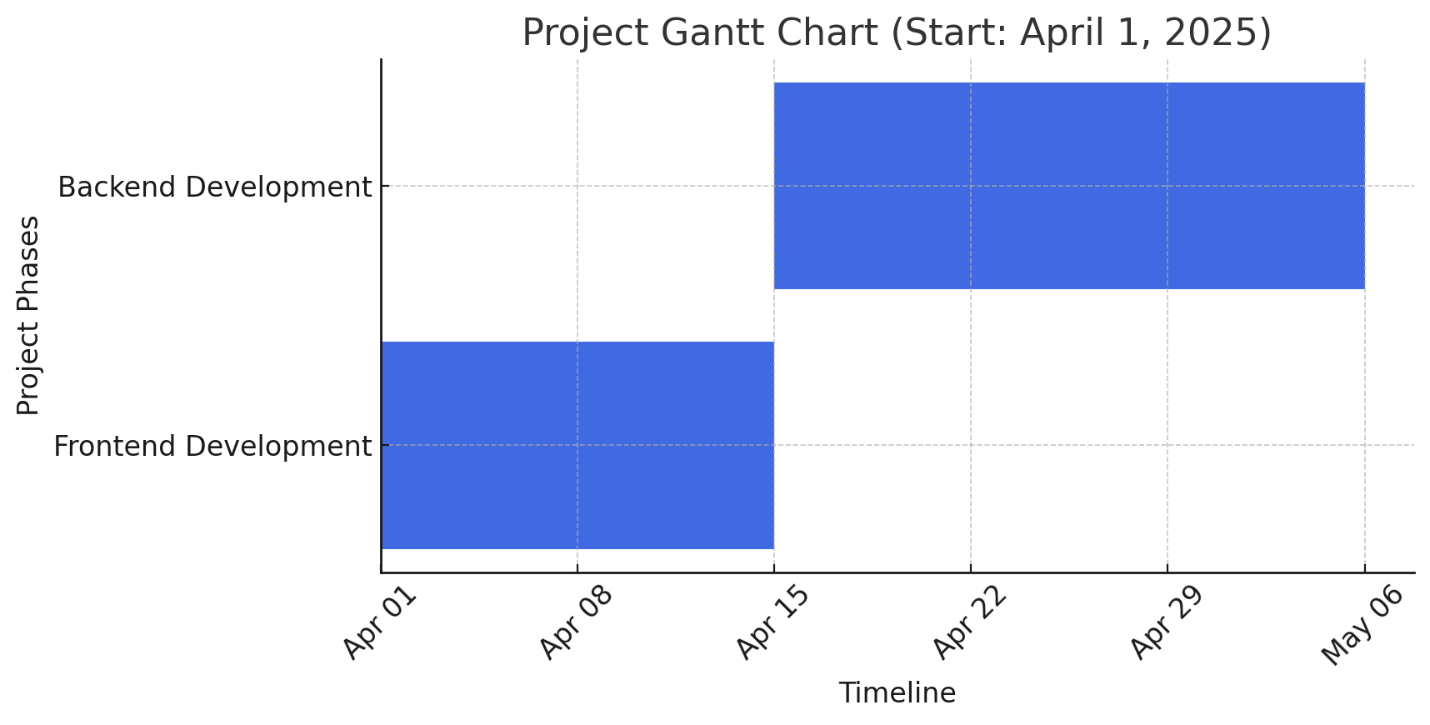 Project Gantt Chart (Start: April 1, 2025)
Project Phases
Backend Development
Frontend Development
Apr 01
Apr 08
Apr 15
Apr 22
Apr 29
May 06
Timeline